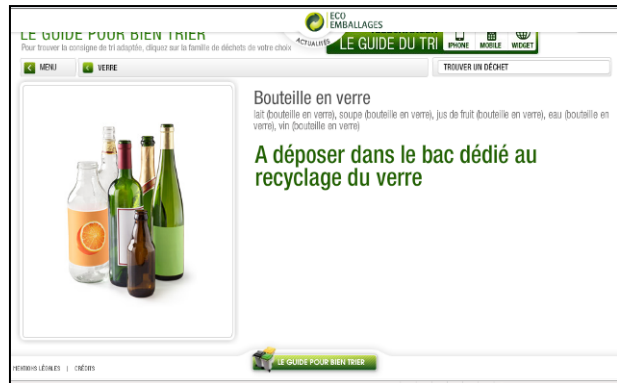 ECO
EMBALLAGES
ACTUALITÉS
LE GUIDE POUR BIEN TRIER
Pour trouver la consigne de tri adaptée, cliquez sur la famille de déchets de votre choix
LE GUIDE DU TRI
IPHONE MOBILE WIDGET
MENU VERRE TROUVER UN DÉCHET
Bouteille en verre
lait (bouteille en verre), soupe (bouteille en verre), jus de fruit (bouteille en verre), eau (bouteille en
verre), vin (bouteille en verre)
A déposer dans le bac dédié au
recyclage du verre
LE GUIDE POUR BIEN TRIER
MENTIONS LÉGALES | CRÉDITS